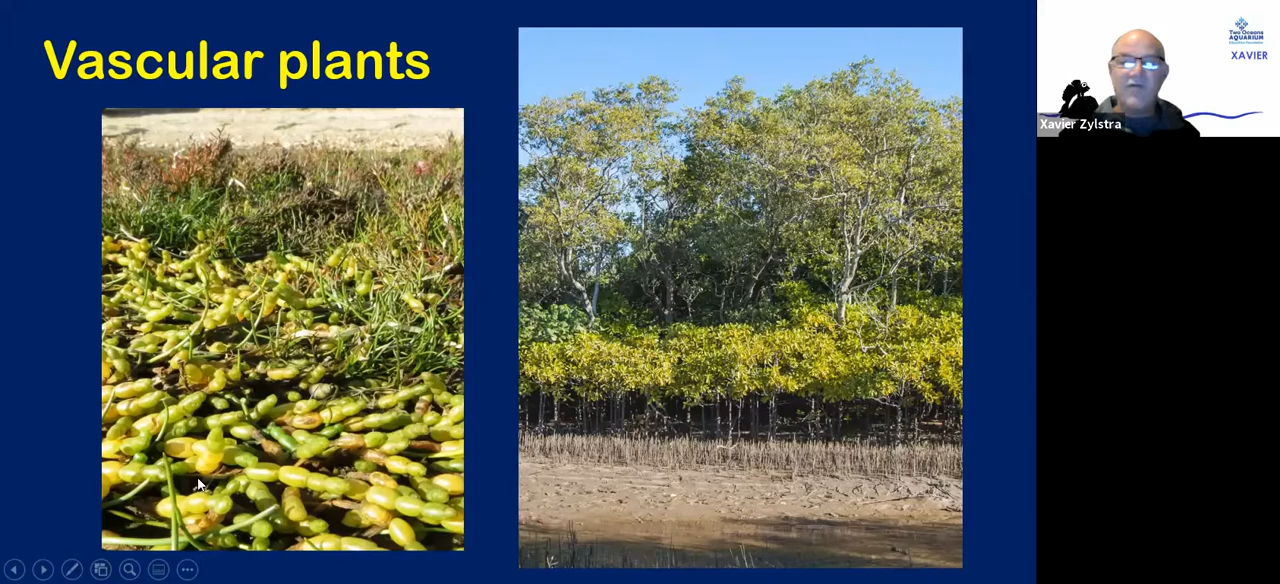 Vascular plants
Two Oceans
AQUARIUM
XAVIER
Xavier Zylstra